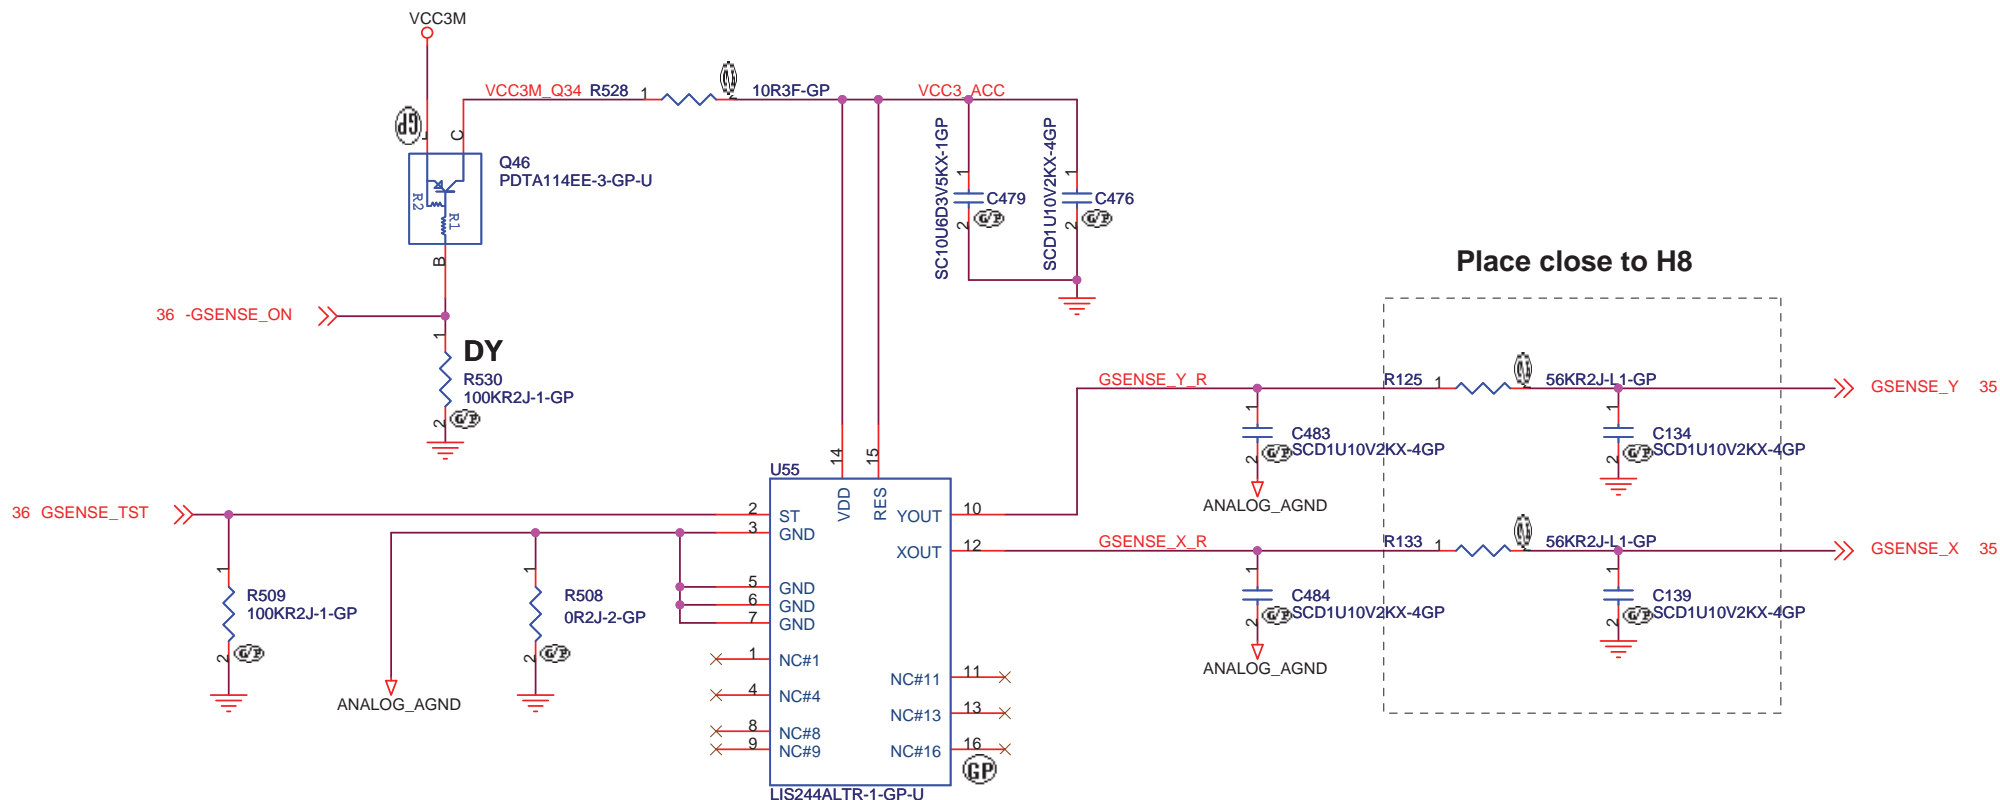 VCC3M
VCC3M_Q34 R528 1 2 10R3F-GP VCC3_ACC
GP
C
Q46
PDTA114EE-3-GP-U
R2
R1
B
SC10U6D3V5KX-1GP
1
C479
2
G/P
SCD1U10V2KX-4GP
1
C476
2
G/P
Place close to H8
36 -GSENSE_ON
1
DY
R530
100KR2J-1-GP
2
G/P
GSENSE_Y_R
R125 1 2 56KR2J-L1-GP
GSENSE_Y 35
1
C483
SCD1U10V2KX-4GP
2
G/P
ANALOG_AGND
1
C134
SCD1U10V2KX-4GP
2
G/P
U55
14
15
VDD
RES
36 GSENSE_TST
2 ST
3 GND
5 GND
6 GND
7 GND
1 NC#1
4 NC#4
8 NC#8
9 NC#9
YOUT 10
XOUT 12
NC#11 11
NC#13 13
NC#16 16
GP
LIS244ALTR-1-GP-U
1
R509
100KR2J-1-GP
2
G/P
1
R508
0R2J-2-GP
2
G/P
ANALOG_AGND
GSENSE_X_R
R133 1 2 56KR2J-L1-GP
GSENSE_X 35
1
C484
SCD1U10V2KX-4GP
2
G/P
ANALOG_AGND
1
C139
SCD1U10V2KX-4GP
2
G/P